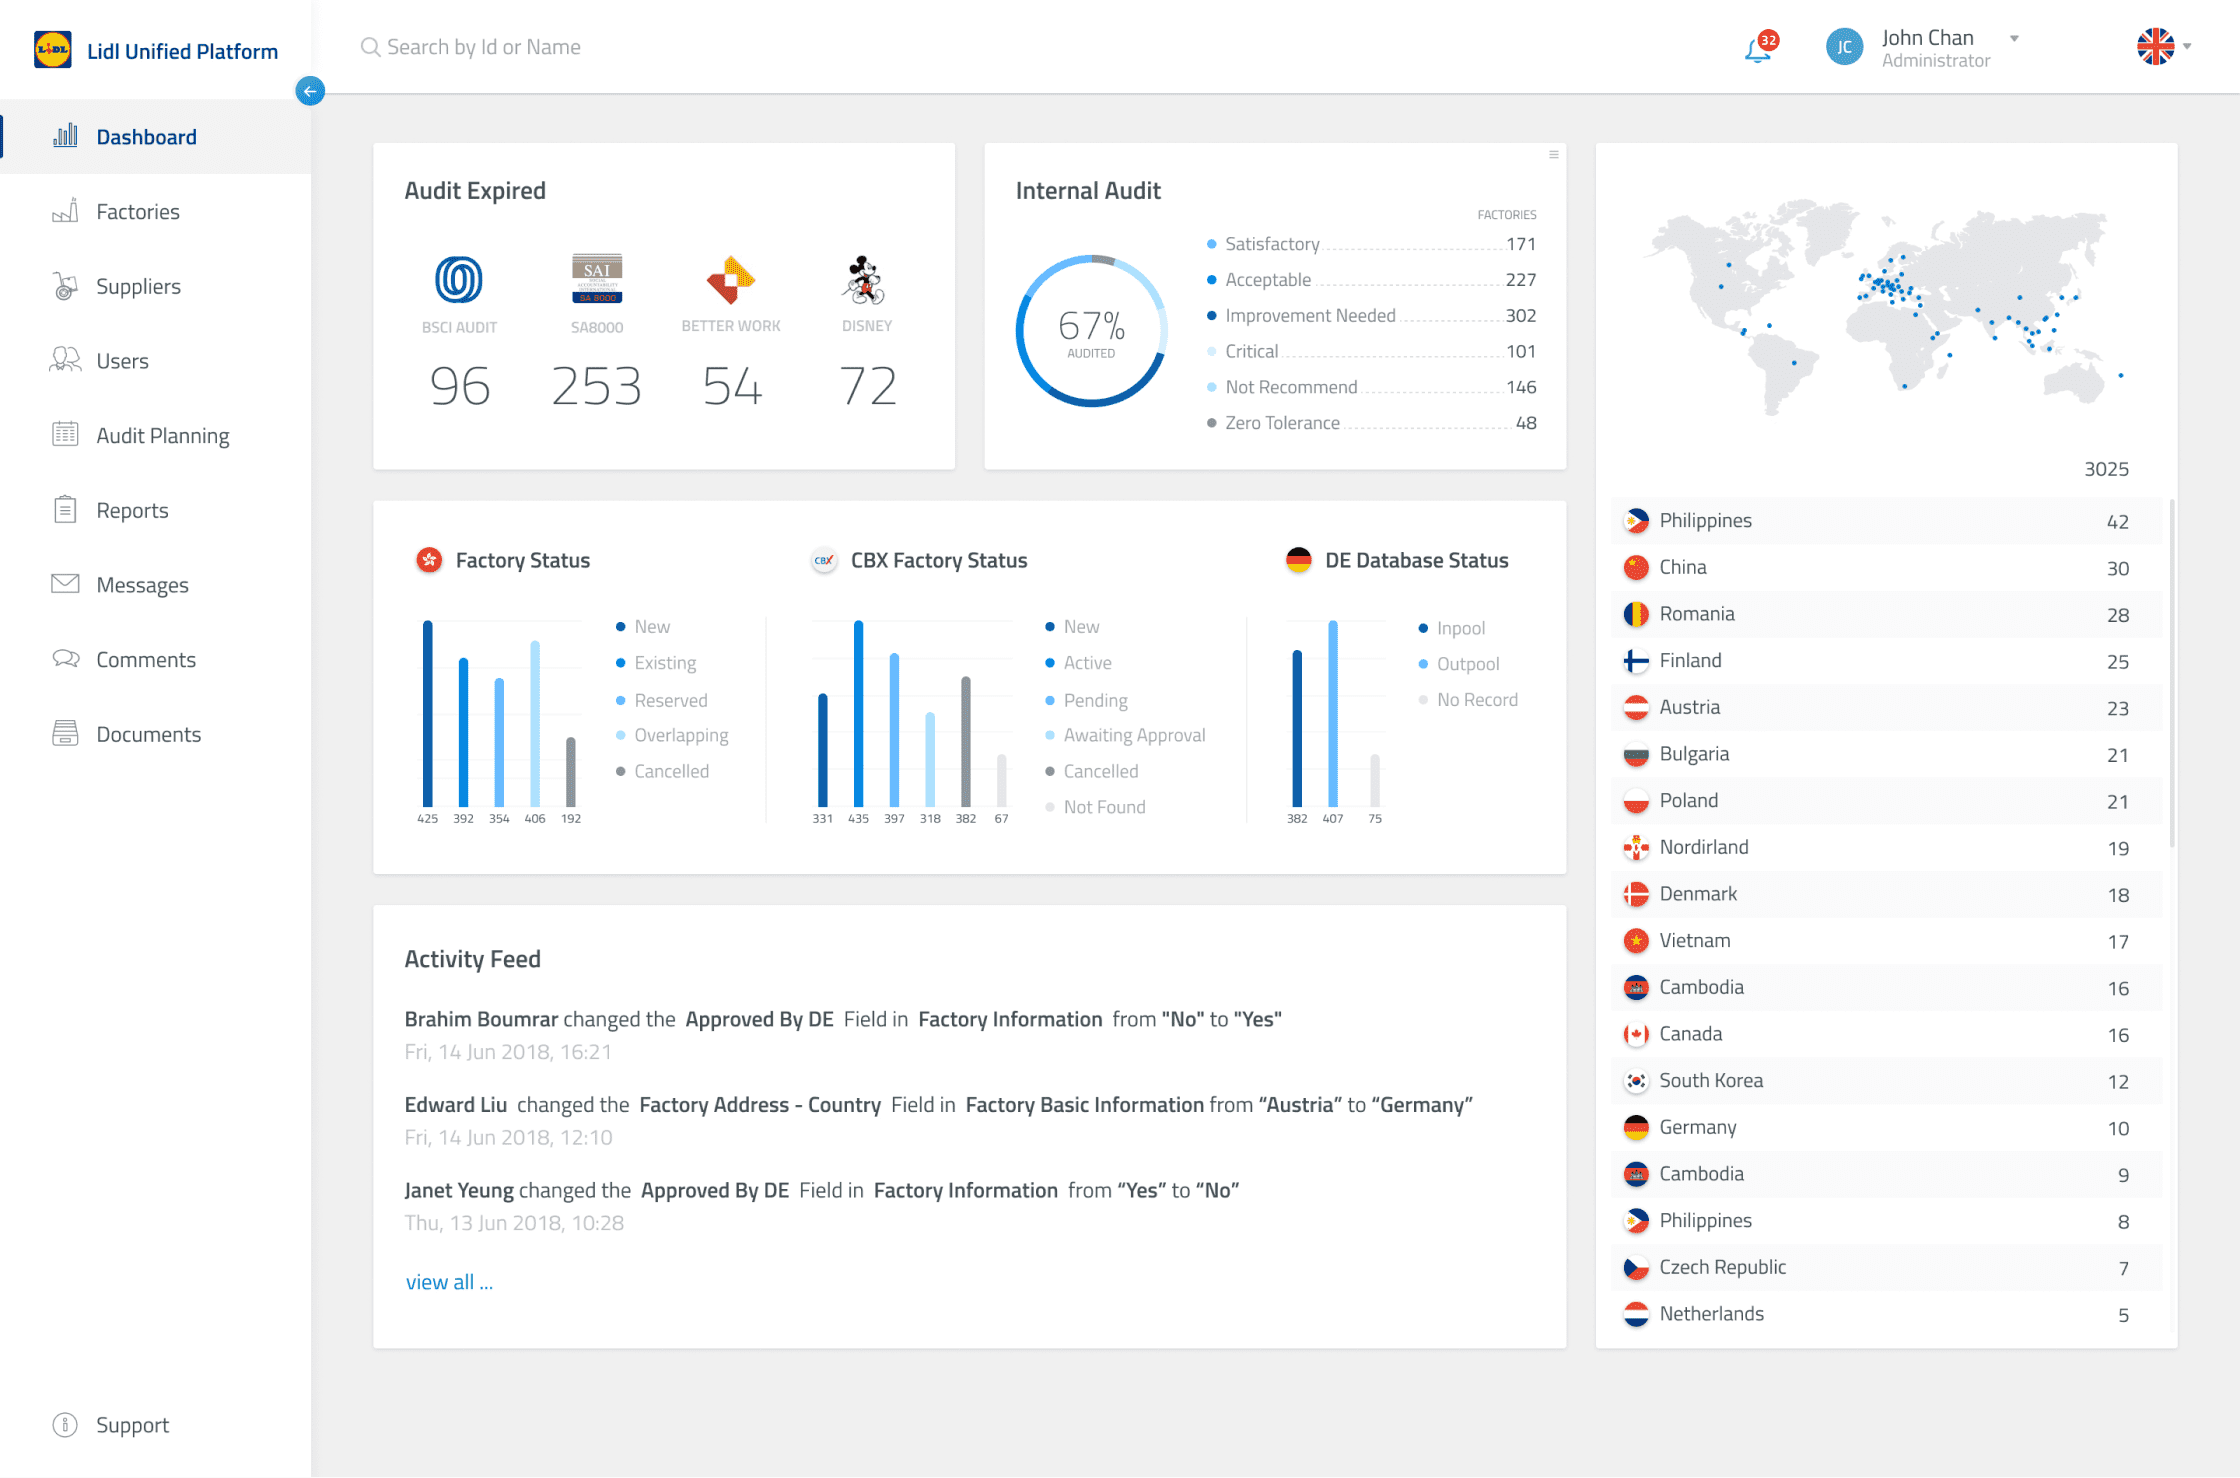 LIDL
Lidl Unified Platform
Search by Id or Name
32
JC
John Chan
Administrator
Dashboard
Factories
Suppliers
Users
Audit Planning
Reports
Messages
Comments
Documents
Support
Audit Expired
BSCI AUDIT
96
SAI
SA 8000
SA8000
253
BETTER WORK
54
DISNEY
72
Internal Audit
FACTORIES
67%
AUDITED
Satisfactory 171
Acceptable 227
Improvement Needed 302
Critical 101
Not Recommend 146
Zero Tolerance 48
Factory Status
New
Existing
Reserved
Overlapping
Cancelled
425 392 354 406 192
CBX
CBX Factory Status
New
Active
Pending
Awaiting Approval
Cancelled
Not Found
331 435 397 318 382 67
DE Database Status
Inpool
Outpool
No Record
382 407 75
Activity Feed
Brahim Boumrar changed the Approved By DE Field in Factory Information from "No" to "Yes"
Fri, 14 Jun 2018, 16:21
Edward Liu changed the Factory Address - Country Field in Factory Basic Information from “Austria” to “Germany”
Fri, 14 Jun 2018, 12:10
Janet Yeung changed the Approved By DE Field in Factory Information from “Yes” to “No”
Thu, 13 Jun 2018, 10:28
view all ...
3025
Philippines 42
China 30
Romania 28
Finland 25
Austria 23
Bulgaria 21
Poland 21
Nordirland 19
Denmark 18
Vietnam 17
Cambodia 16
Canada 16
South Korea 12
Germany 10
Cambodia 9
Philippines 8
Czech Republic 7
Netherlands 5